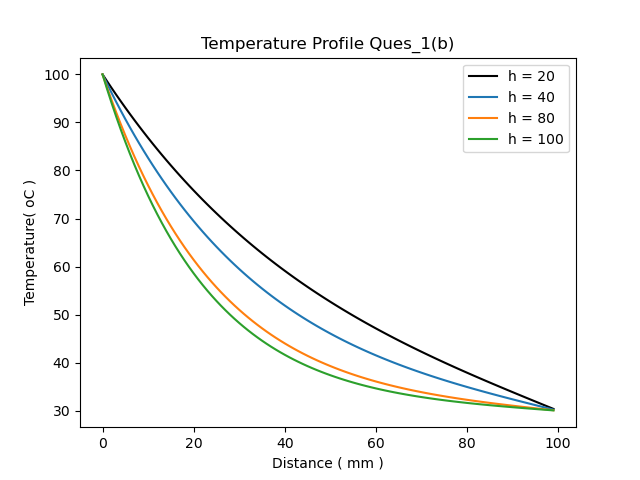 Temperature Profile Ques_1(b)
h = 20
h = 40
h = 80
h = 100
100
90
80
70
60
50
40
30
Temperature( oC )
0 20 40 60 80 100
Distance ( mm )